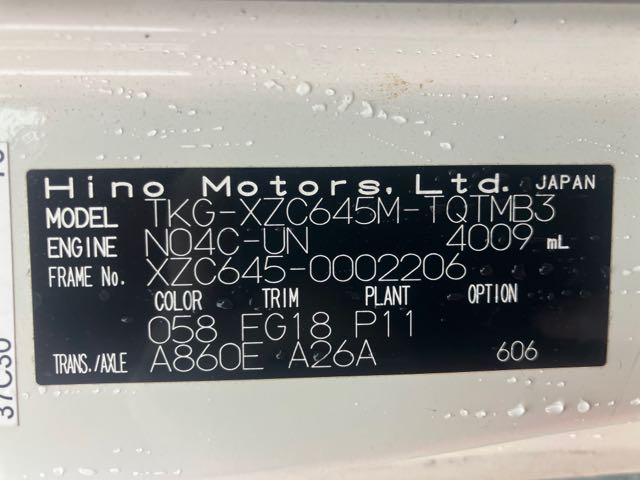 Hino Motors, Ltd. JAPAN
MODEL TKG-XZC645M-TQTMB3
ENGINE N04C-UN 4009 mL
FRAME No. XZC645-0002206
COLOR TRIM PLANT OPTION
058 FG18 P11
TRANS./AXLE A860E A26A 606
37C30